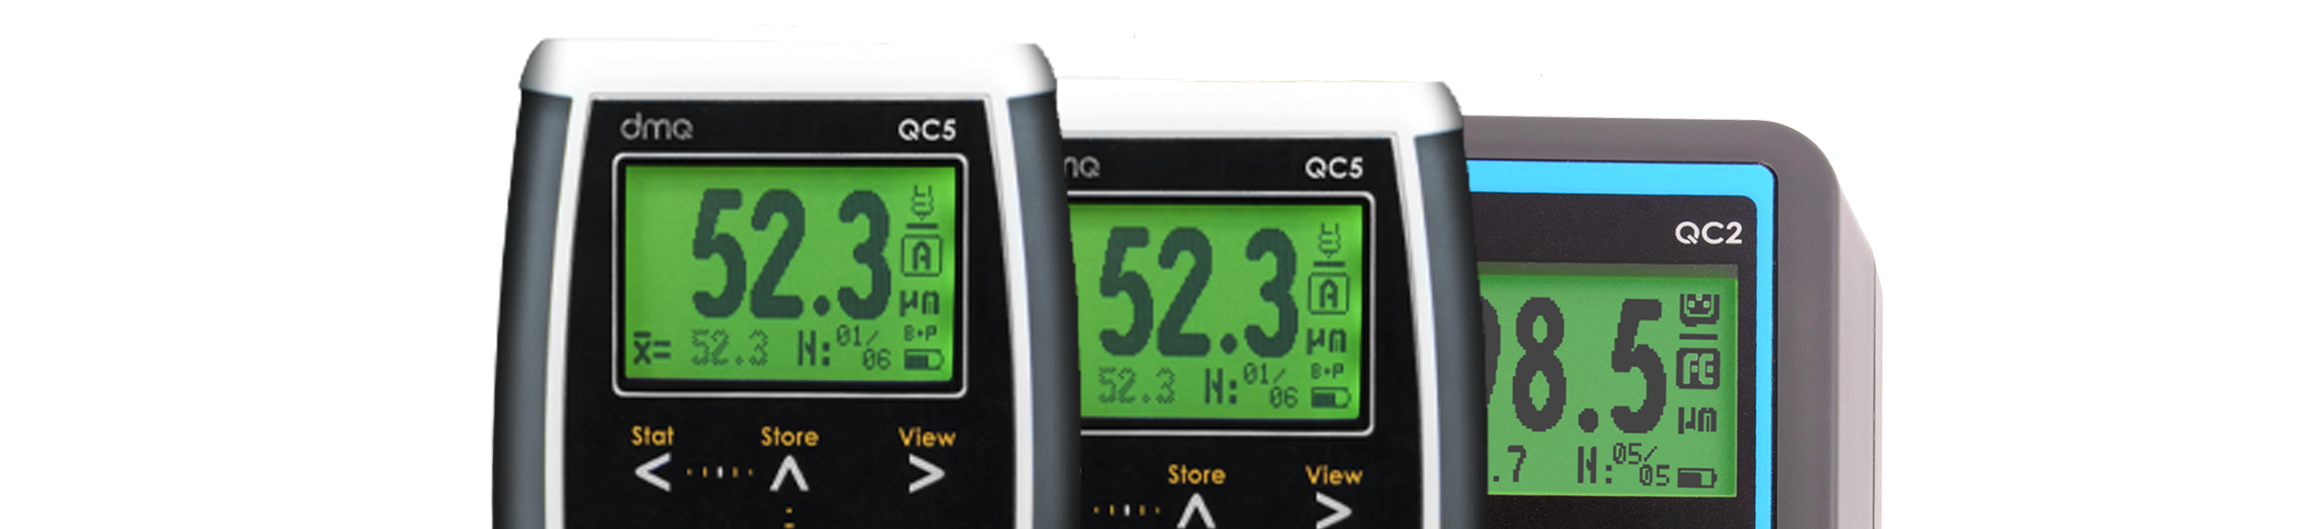 dmq QC5
52.3
A
µm
B+P
x̄= 52.3 N: 01/06
Stat Store View
QC5
52.3
A
µm
B+P
52.3 N: 01/06
Store View
QC2
8.5
Fe
µm
.7 N: 05/05